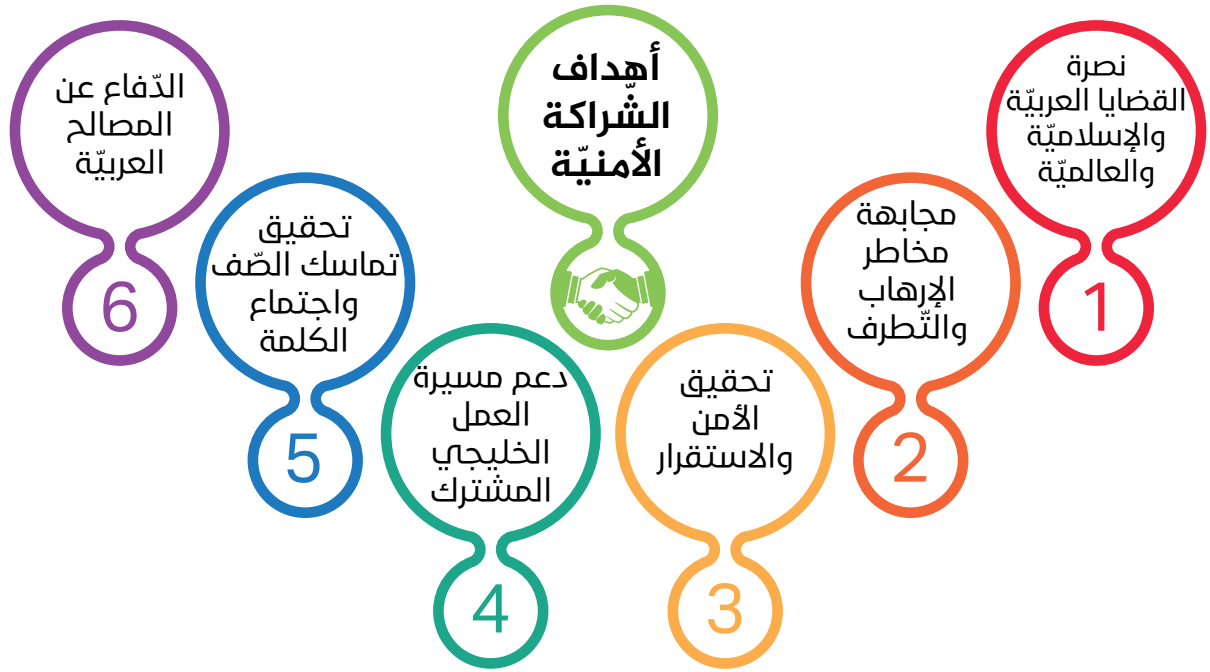 أهداف
الشّراكة
الأمنيّة
نصرة
القضايا العربيّة
والإسلاميّة
والعالميّة
1
مجابهة
مخاطر
الإرهاب
والتّطرف
2
تحقيق
الأمن
والاستقرار
3
دعم مسيرة
العمل
الخليجي
المشترك
4
تحقيق
تماسك الصّف
واجتماع
الكلمة
5
الدّفاع عن
المصالح
العربيّة
6